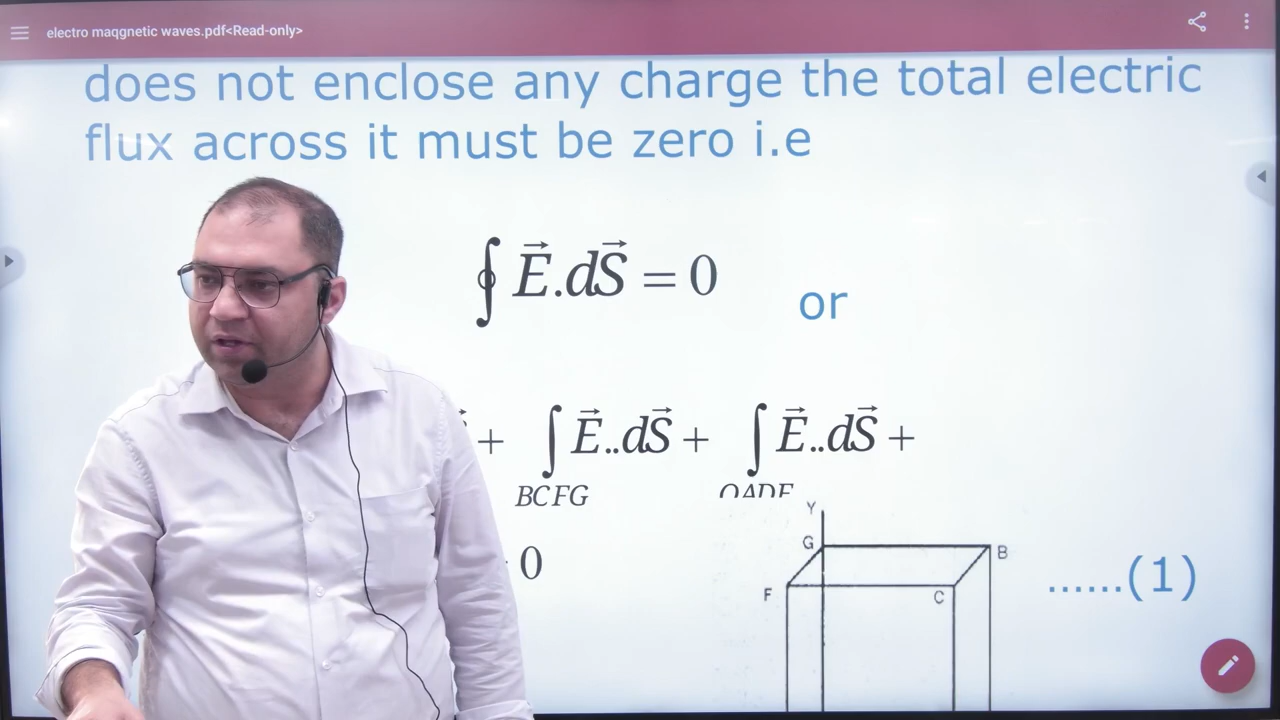 electro maqgnetic waves.pdf<Read-only>
does not enclose any charge the total electric
flux across it must be zero i.e
∮ E⃗.dS⃗ = 0
or
+ ∫ E⃗..dS⃗ + ∫ E⃗..dS⃗ +
BCFG OADE
0
......(1)
Y
G
B
F
C